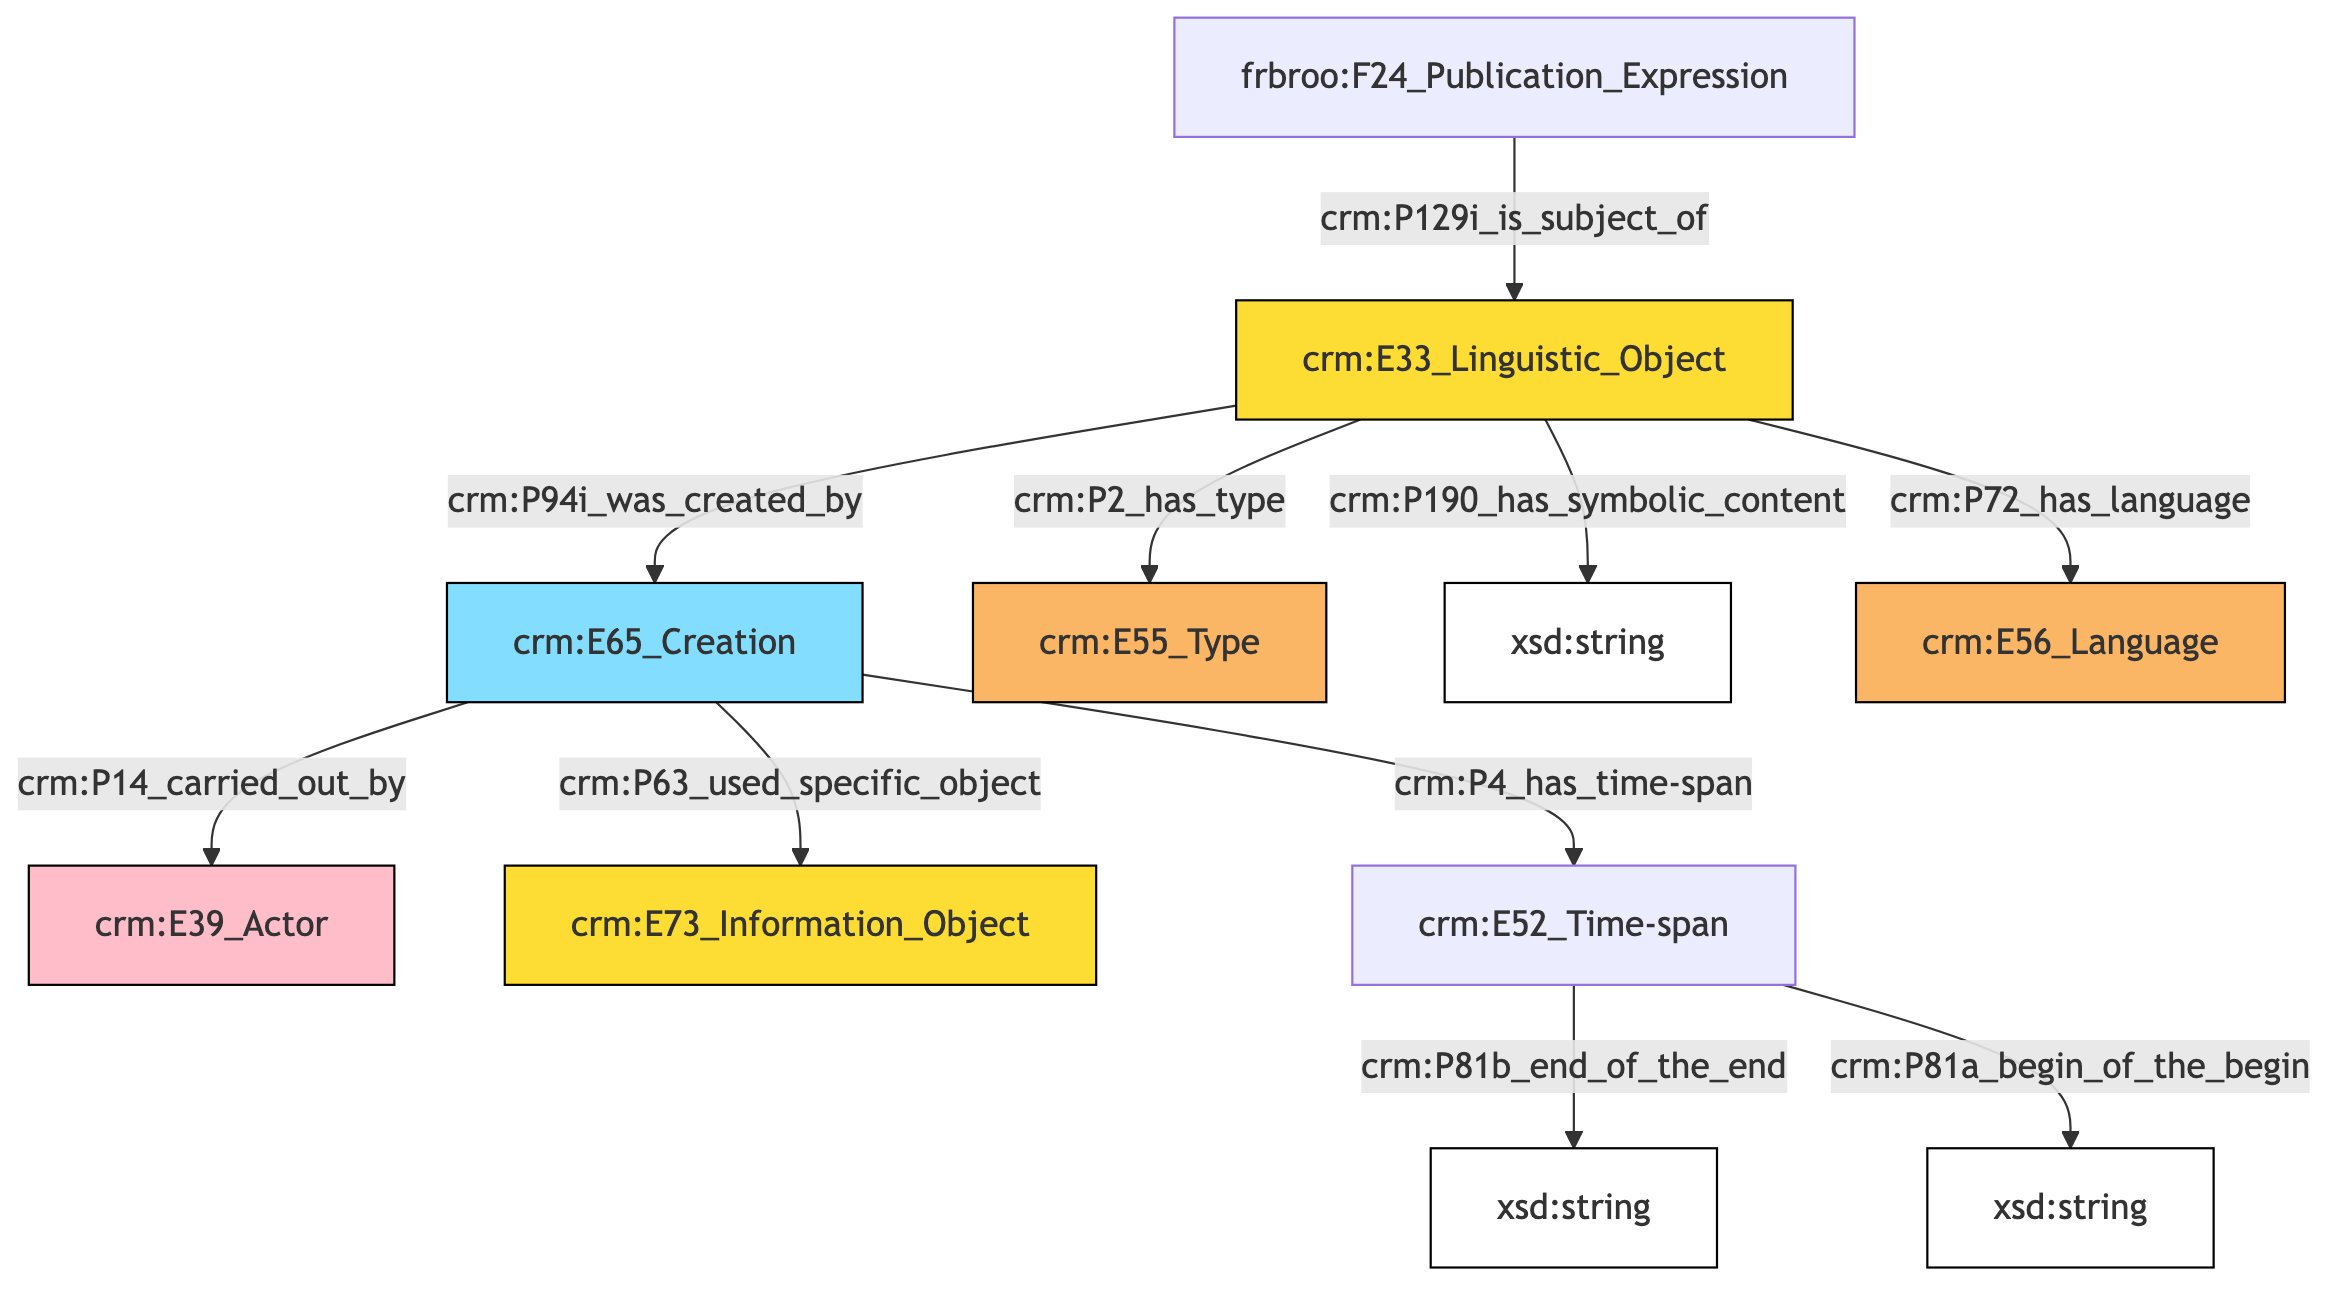 frbroo:F24_Publication_Expression
crm:P129i_is_subject_of
crm:E33_Linguistic_Object
crm:P94i_was_created_by
crm:P2_has_type
crm:P190_has_symbolic_content
crm:P72_has_language
crm:E65_Creation
crm:E55_Type
xsd:string
crm:E56_Language
crm:P14_carried_out_by
crm:P63_used_specific_object
crm:P4_has_time-span
crm:E39_Actor
crm:E73_Information_Object
crm:E52_Time-span
crm:P81b_end_of_the_end
crm:P81a_begin_of_the_begin
xsd:string
xsd:string